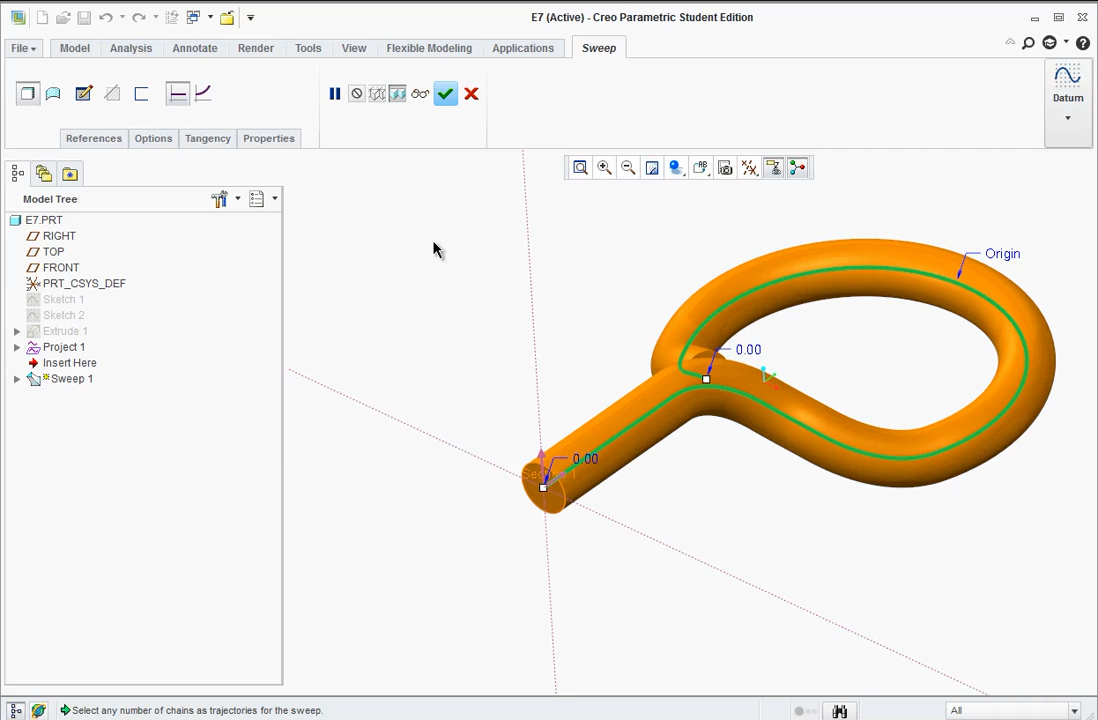 E7 (Active) - Creo Parametric Student Edition
File
Model
Analysis
Annotate
Render
Tools
View
Flexible Modeling
Applications
Sweep
References
Options
Tangency
Properties
Datum
Model Tree
E7.PRT
RIGHT
TOP
FRONT
PRT_CSYS_DEF
Sketch 1
Sketch 2
Extrude 1
Project 1
Insert Here
Sweep 1
Origin
0.00
0.00
Select any number of chains as trajectories for the sweep.
All